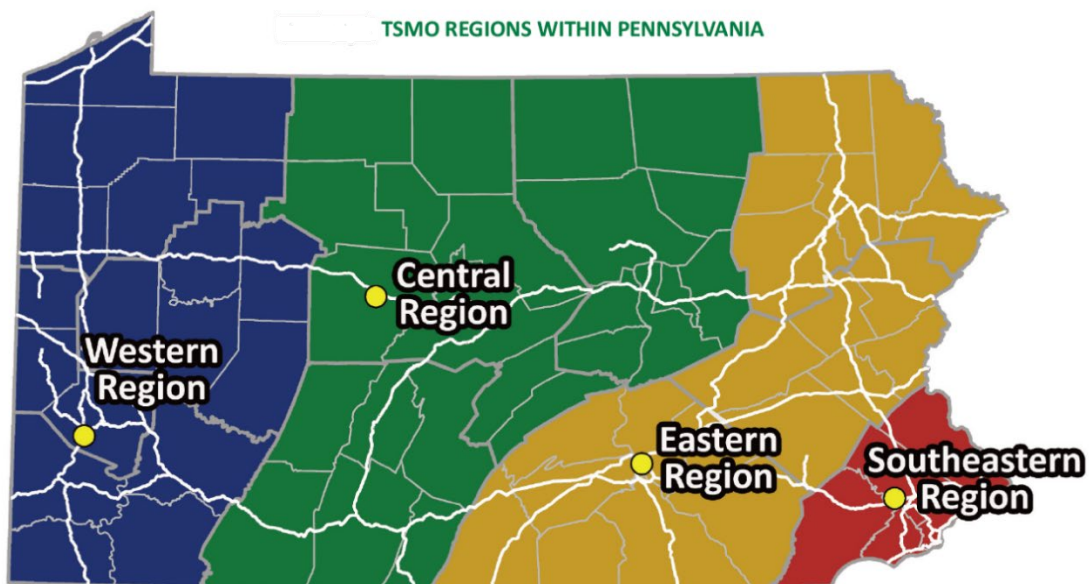 TSMO REGIONS WITHIN PENNSYLVANIA
Central
Region
Western
Region
Eastern
Region
Southeastern
Region